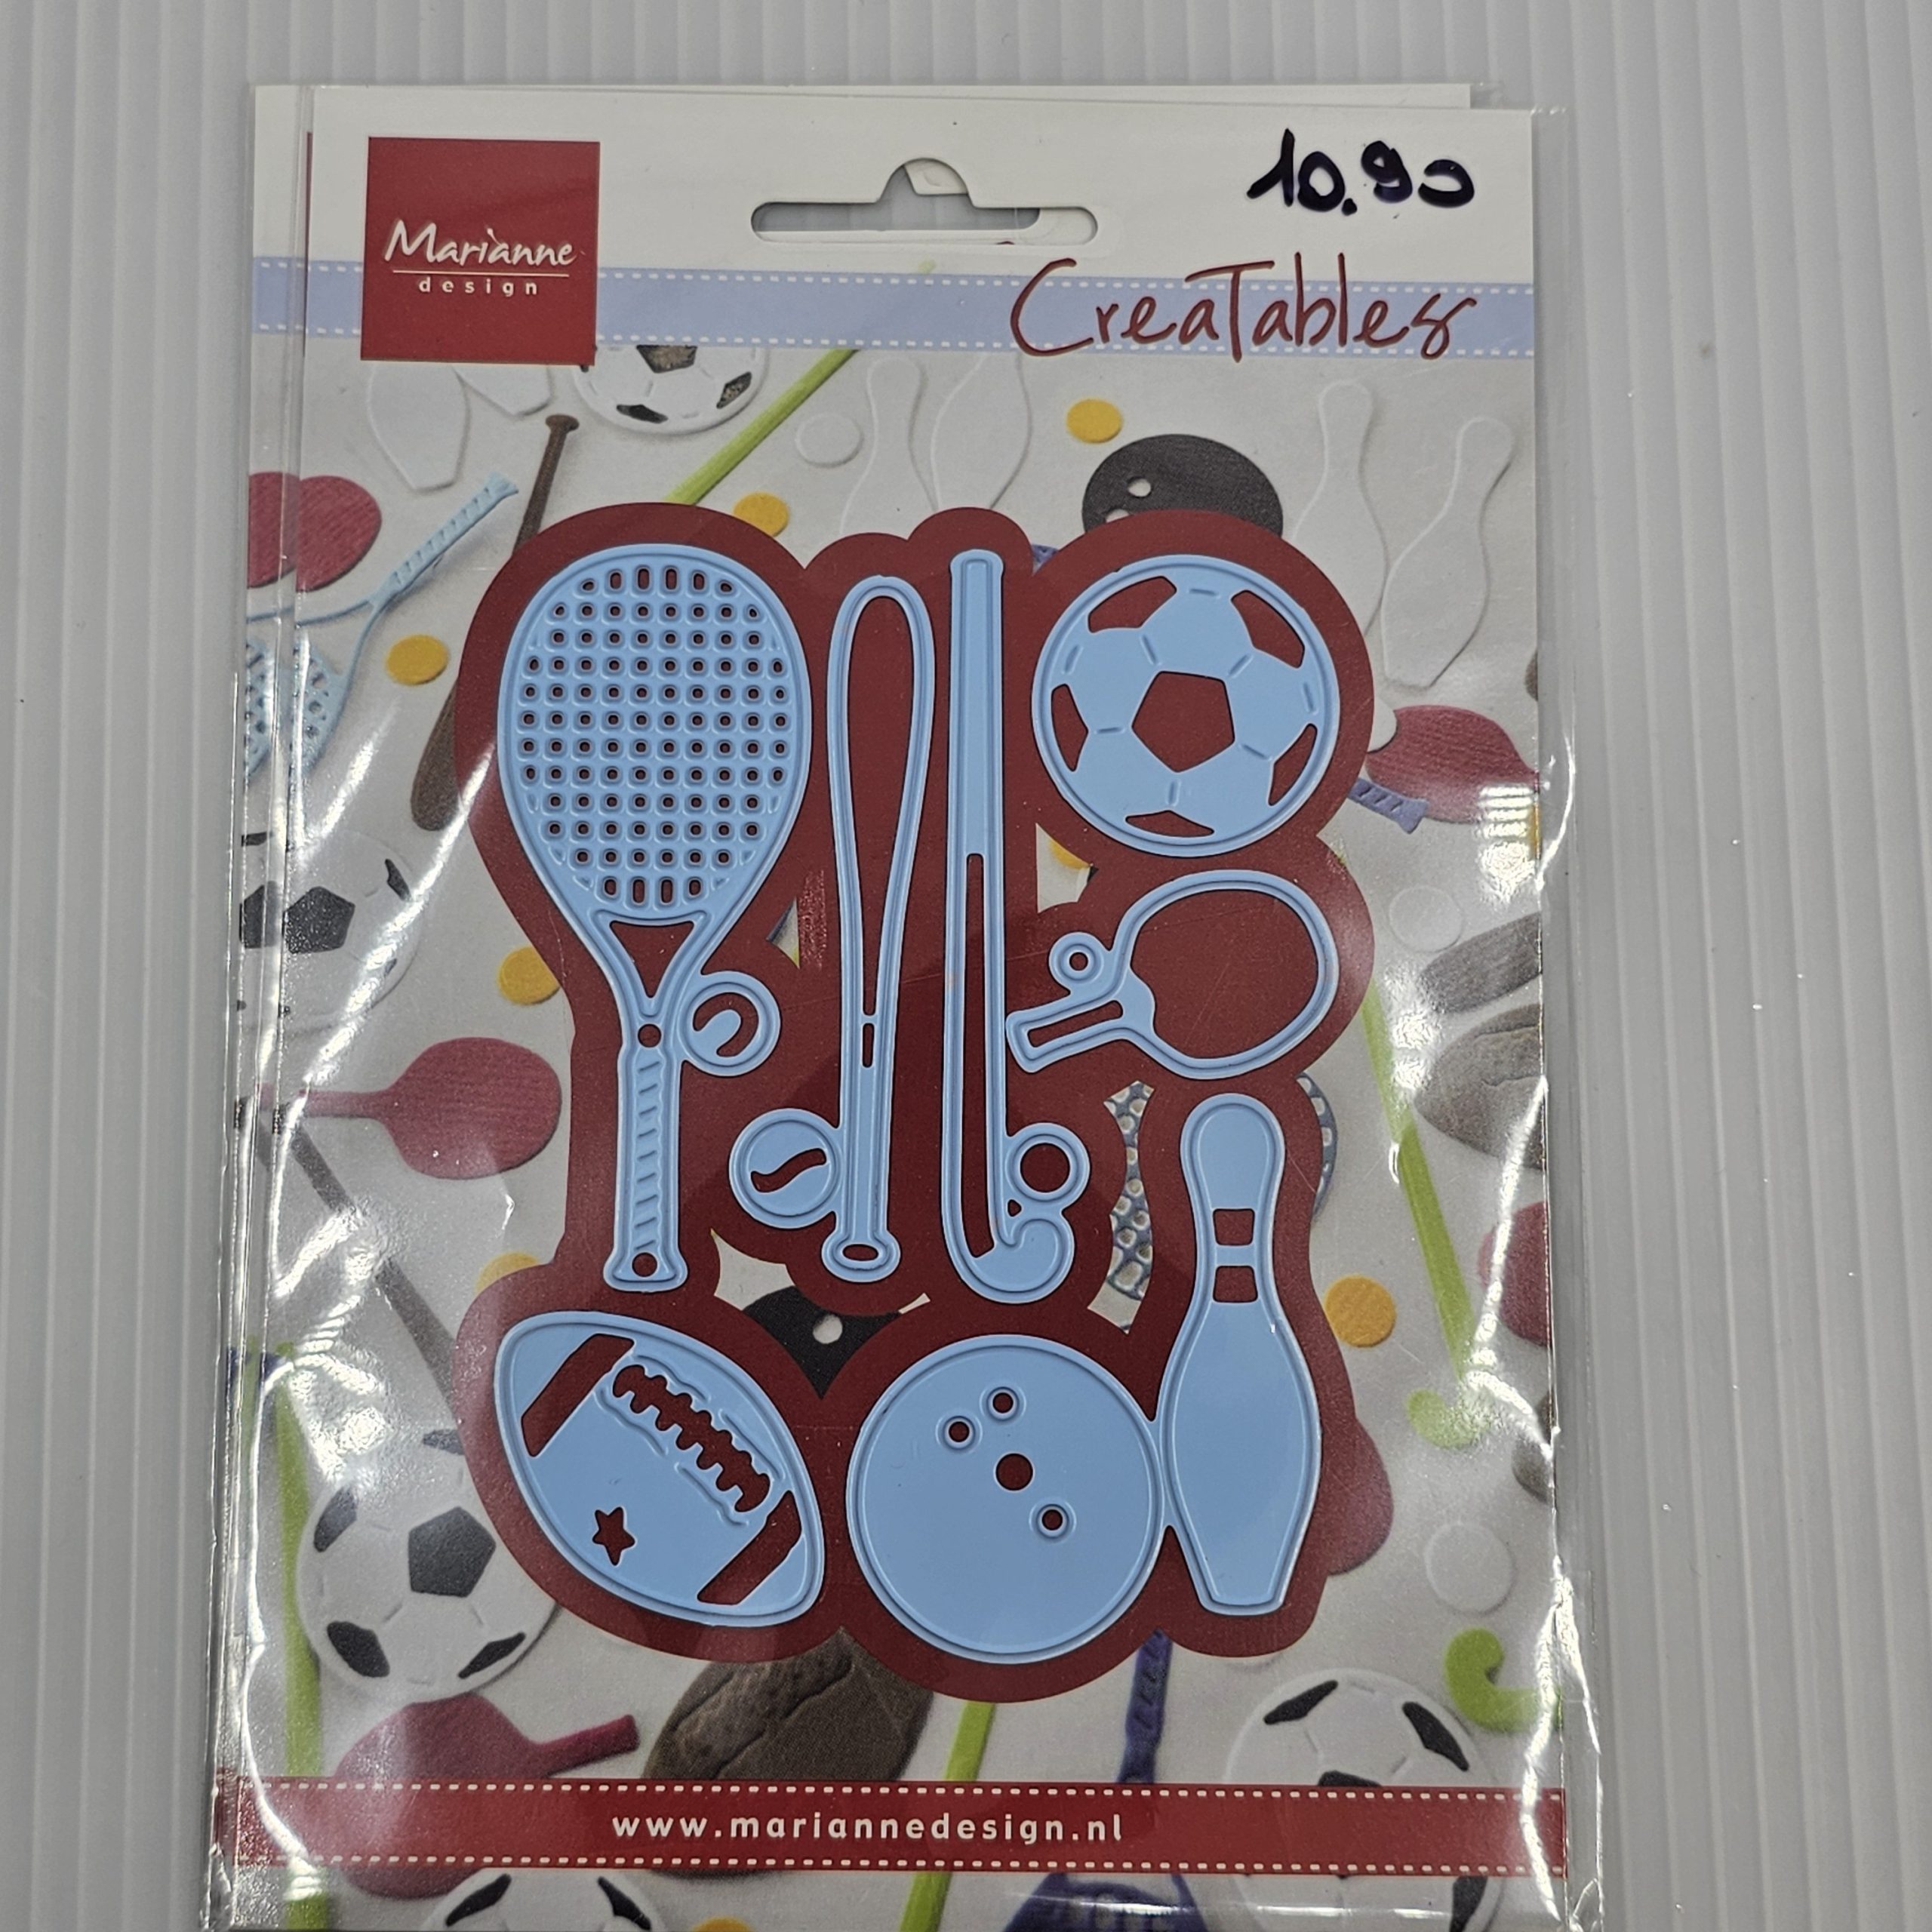 10.90
Marianne
design
CreaTables
www.mariannedesign.nl